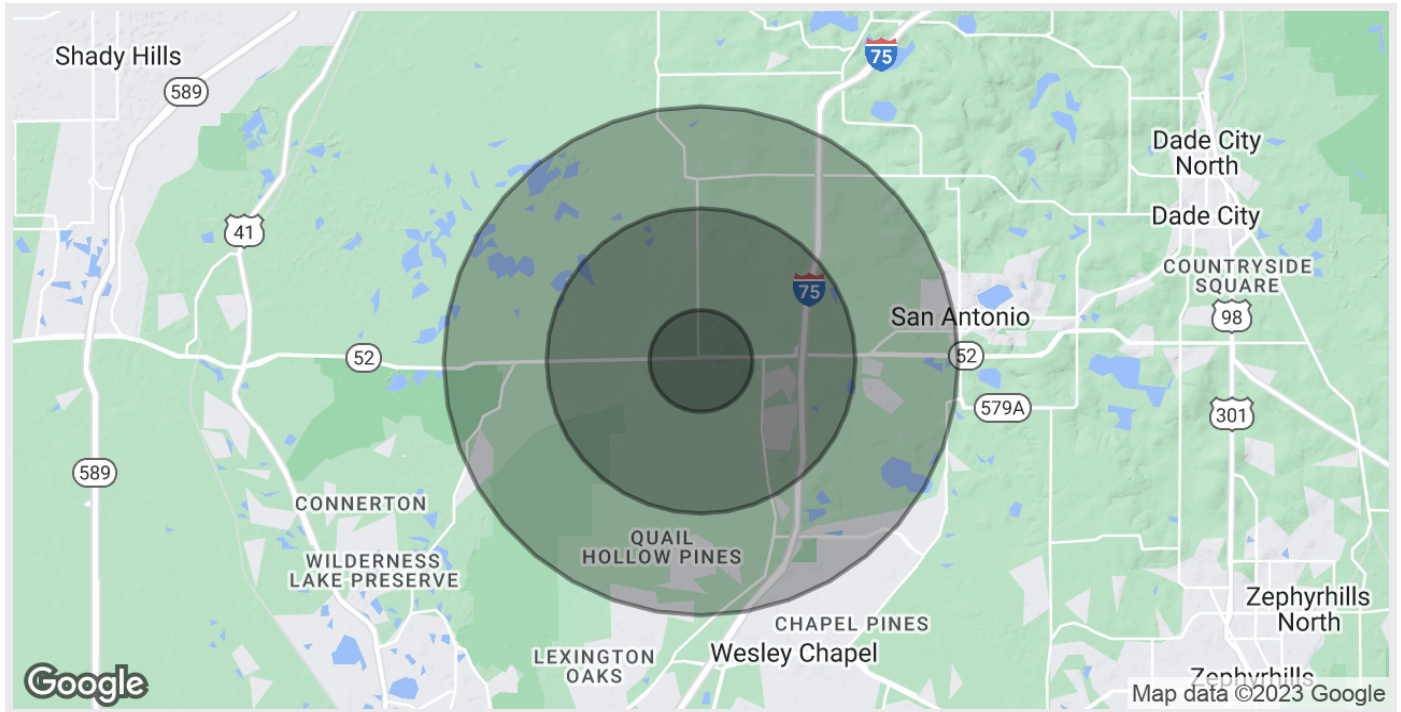 75
Shady Hills
589
Dade City
North
Dade City
41
COUNTRYSIDE
SQUARE
75
98
San Antonio
52
52
579A
301
589
CONNERTON
QUAIL
HOLLOW PINES
WILDERNESS
LAKE PRESERVE
Zephyrhills
North
CHAPEL PINES
Wesley Chapel
LEXINGTON
OAKS
Zephyrhills
Google
Map data ©2023 Google